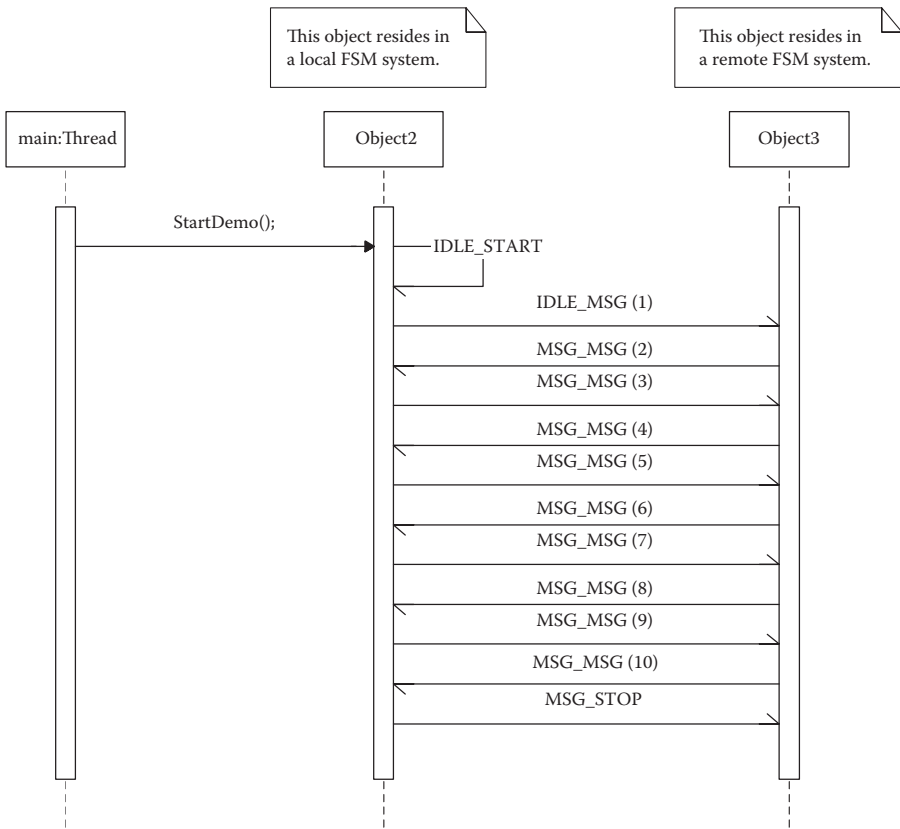 This object resides in
a local FSM system.
This object resides in
a remote FSM system.
main:Thread
Object2
Object3
StartDemo();
IDLE_START
IDLE_MSG (1)
MSG_MSG (2)
MSG_MSG (3)
MSG_MSG (4)
MSG_MSG (5)
MSG_MSG (6)
MSG_MSG (7)
MSG_MSG (8)
MSG_MSG (9)
MSG_MSG (10)
MSG_STOP